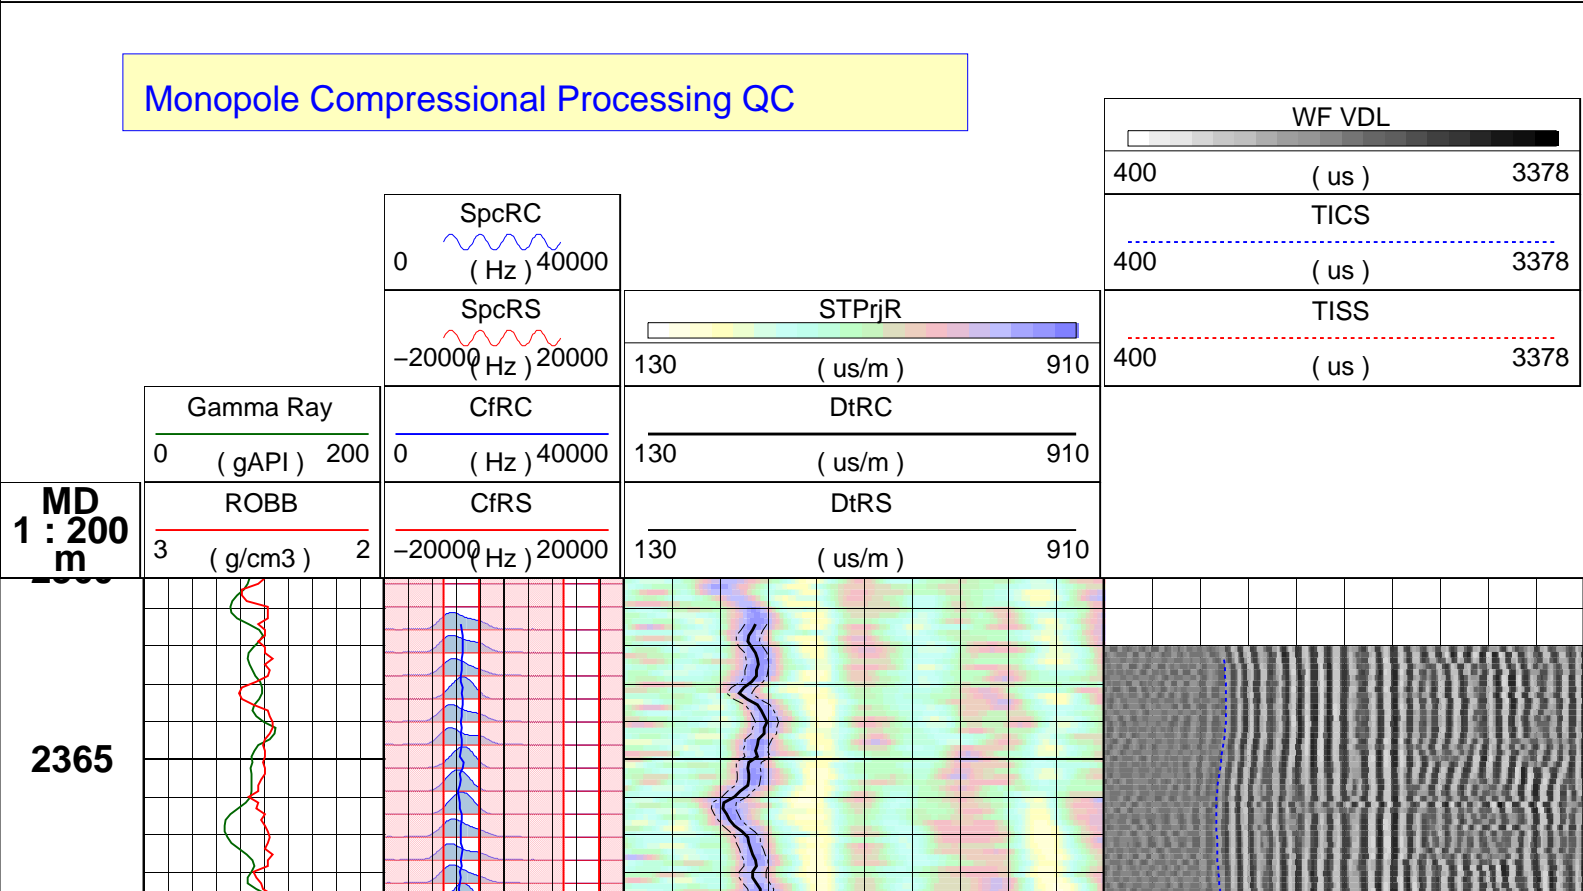 Monopole Compressional Processing QC
WF VDL
400 ( us ) 3378
TICS
400 ( us ) 3378
TISS
400 ( us ) 3378
SpcRC
0 ( Hz ) 40000
SpcRS
−20000 ( Hz ) 20000
STPrjR
130 ( us/m ) 910
Gamma Ray
0 ( gAPI ) 200
CfRC
0 ( Hz ) 40000
DtRC
130 ( us/m ) 910
MD
1 : 200
m
ROBB
3 ( g/cm3 ) 2
CfRS
−20000 ( Hz ) 20000
DtRS
130 ( us/m ) 910
2365